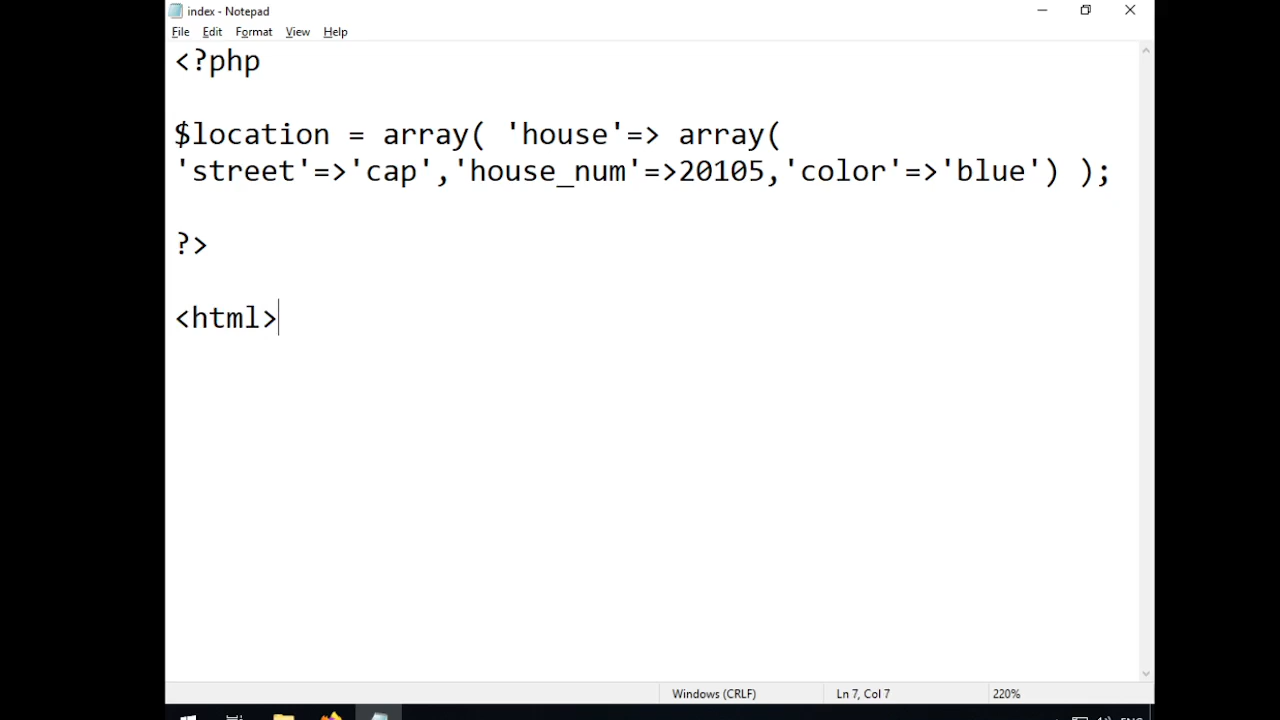 index - Notepad
File Edit Format View Help
<?php
$location = array( 'house'=> array(
'street'=>'cap','house_num'=>20105,'color'=>'blue') );
?>
<html>
Windows (CRLF) Ln 7, Col 7 220%